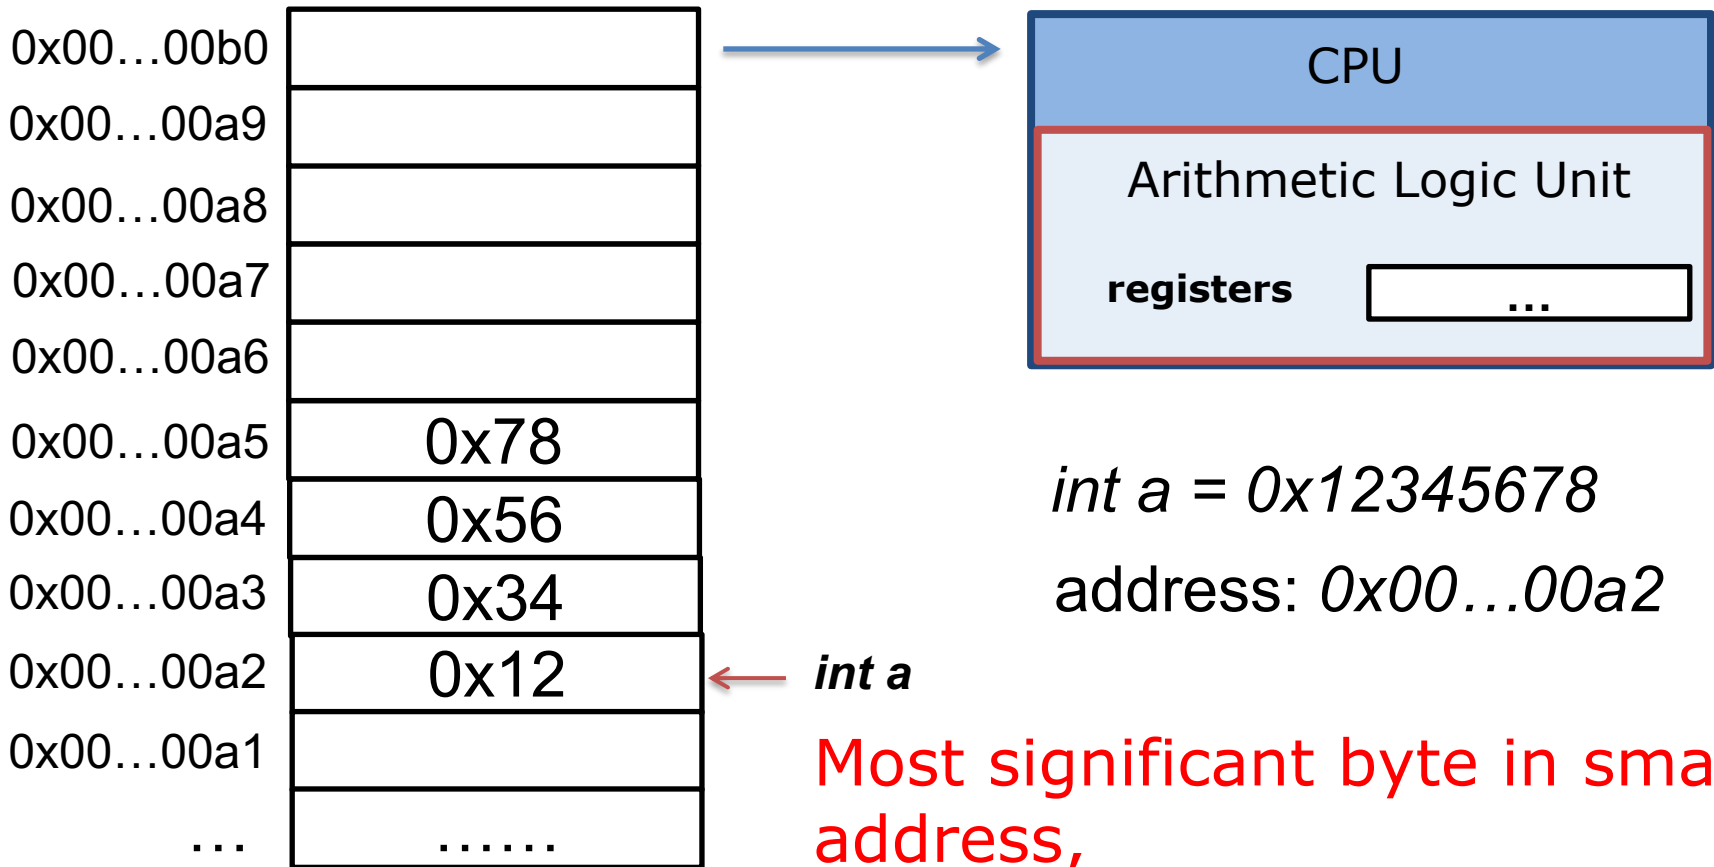 0x00…00b0
0x00…00a9
0x00…00a8
0x00…00a7
0x00…00a6
0x00…00a5 0x78
0x00…00a4 0x56
0x00…00a3 0x34
0x00…00a2 0x12 int a
0x00…00a1
… ……
CPU
Arithmetic Logic Unit
registers …
int a = 0x12345678
address: 0x00…00a2
Most significant byte in
address,